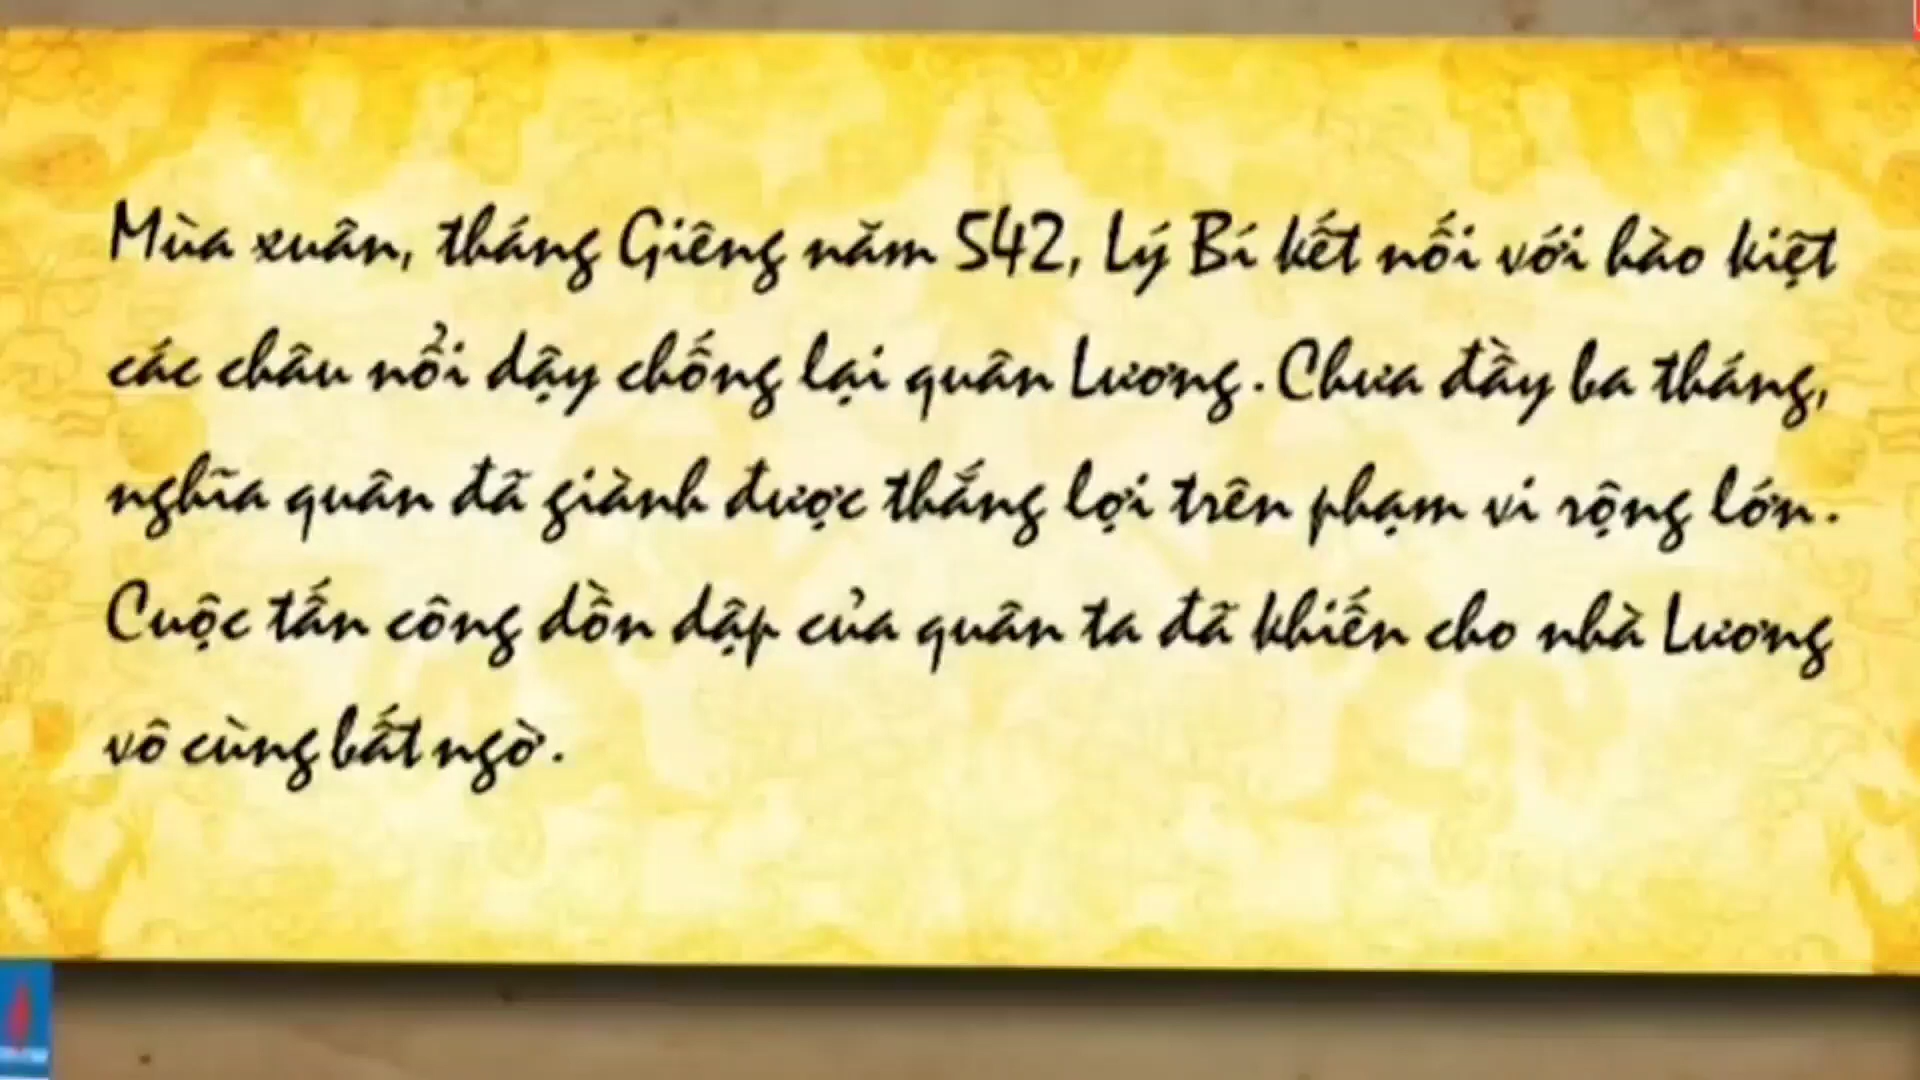 Mùa xuân, tháng Giêng năm 542, Lý Bí kết nối với hào kiệt
các châu nổi dậy chống lại quân Lương. Chưa đầy ba tháng,
nghĩa quân đã giành được thắng lợi trên phạm vi rộng lớn.
Cuộc tấn công dồn dập của quân ta đã khiến cho nhà Lương
vô cùng bất ngờ.